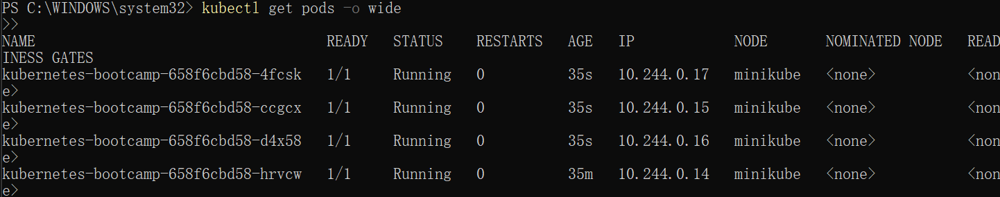 PS C:\WINDOWS\system32> kubectl get pods -o wide
>>
NAME READY STATUS RESTARTS AGE IP NODE NOMINATED NODE READ
INESS GATES
kubernetes-bootcamp-658f6cbd58-4fcsk 1/1 Running 0 35s 10.244.0.17 minikube <none> <non
e>
kubernetes-bootcamp-658f6cbd58-ccgcx 1/1 Running 0 35s 10.244.0.15 minikube <none> <non
e>
kubernetes-bootcamp-658f6cbd58-d4x58 1/1 Running 0 35s 10.244.0.16 minikube <none> <non
e>
kubernetes-bootcamp-658f6cbd58-hrvcw 1/1 Running 0 35m 10.244.0.14 minikube <none> <non
e>